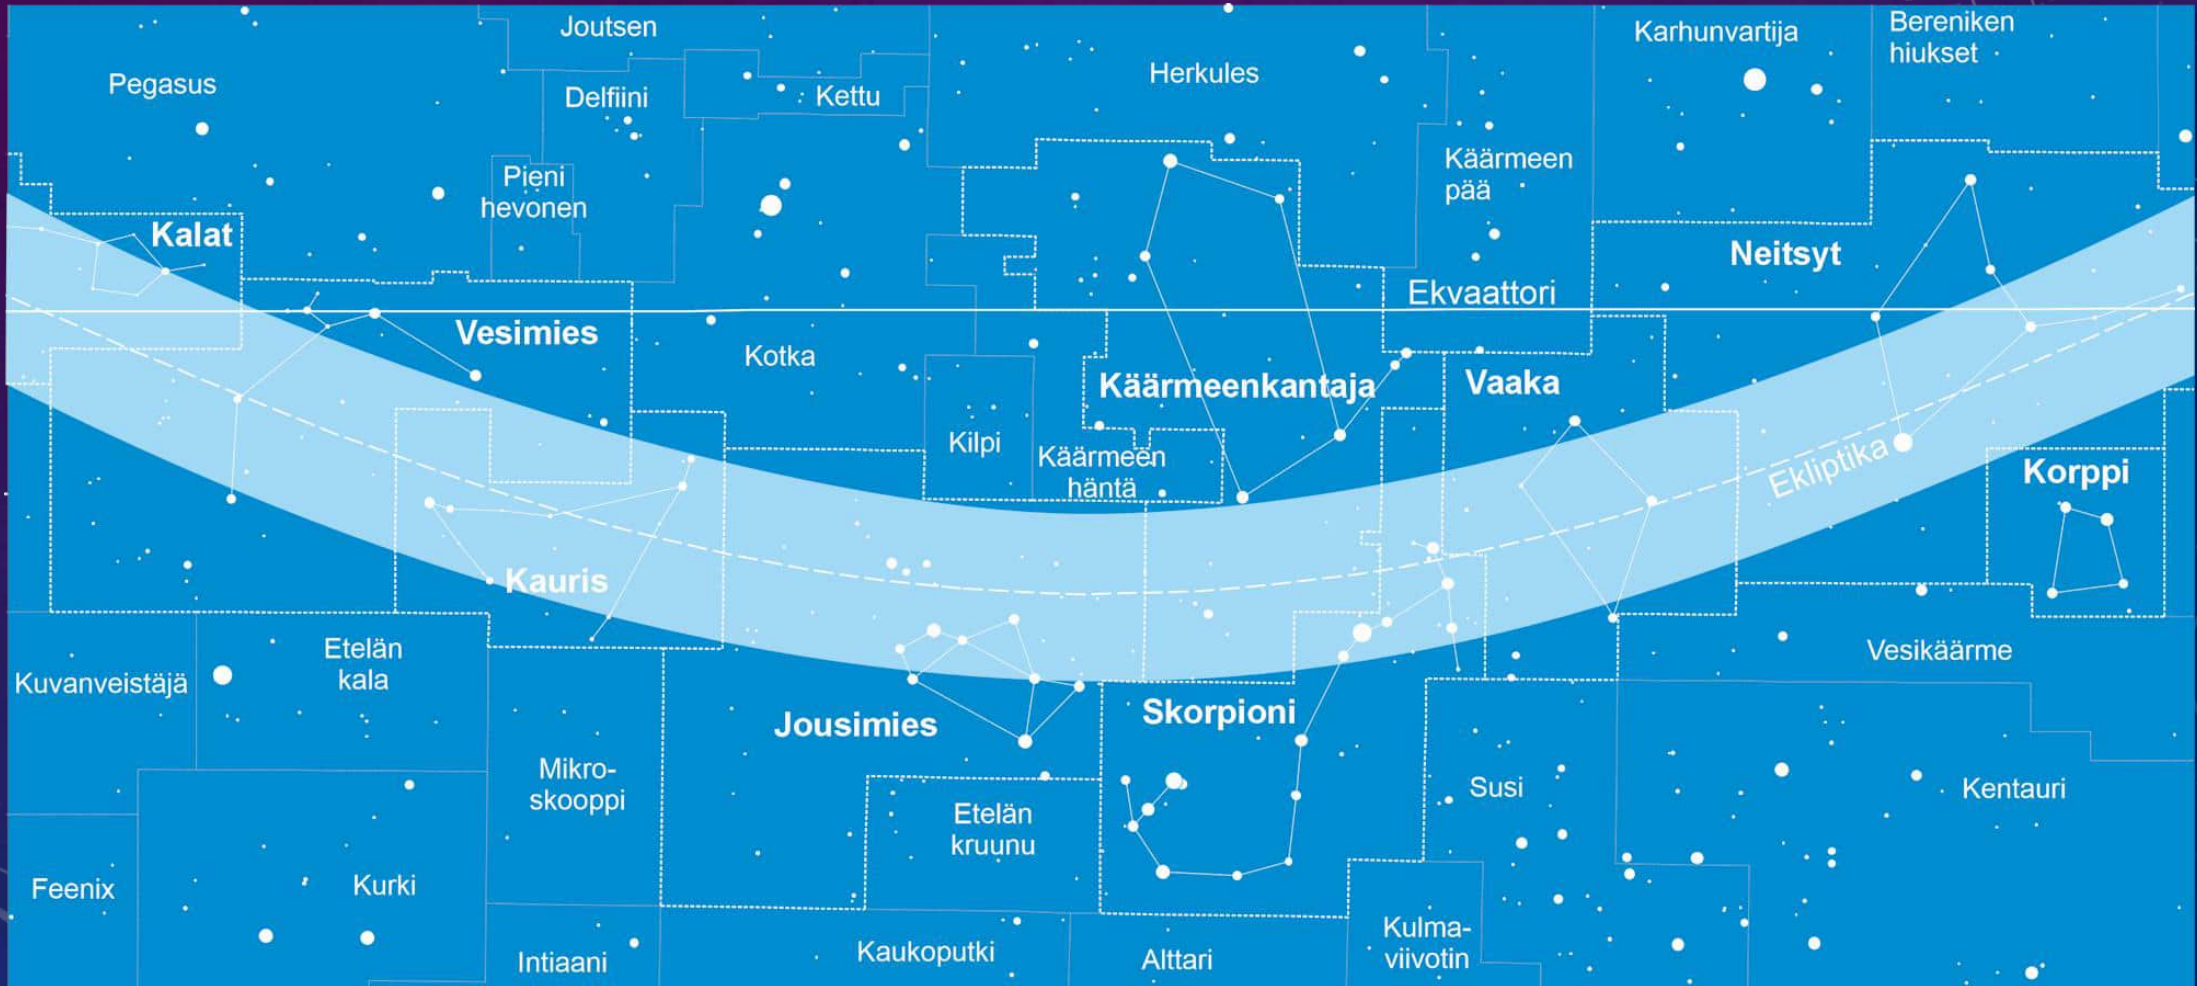 Joutsen
Karhunvartija
Bereniken
hiukset
Pegasus
Herkules
Delfiini
Kettu
Käärmeen
pää
Pieni
hevonen
Kalat
Neitsyt
Ekvaattori
Vesimies
Kotka
Käärmeenkantaja
Vaaka
Kilpi
Käärmeen
häntä
Ekliptika
Korppi
Kauris
Etelän
kala
Kuvanveistäjä
Vesikäärme
Jousimies
Skorpioni
Mikro-
skooppi
Susi
Kentauri
Etelän
kruunu
Feenix
Kurki
Kulma-
viivotin
Intiaani
Kaukoputki
Alttari